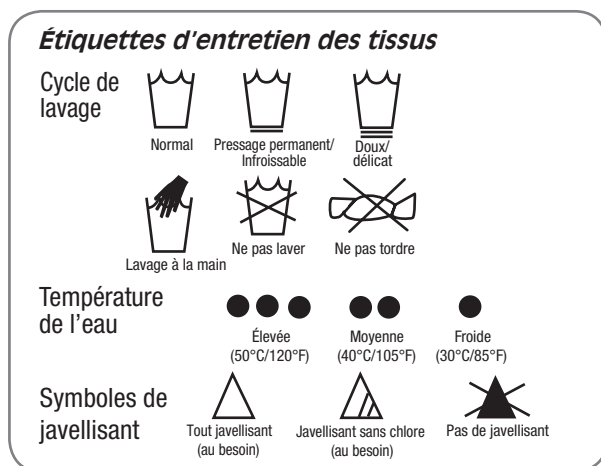 Étiquettes d'entretien des tissus
Cycle de
lavage
Normal
Pressage permanent/
Infroissable
Doux/
délicat
Lavage à la main
Ne pas laver
Ne pas tordre
Température
de l'eau
Élevée
(50°C/120°F)
Moyenne
(40°C/105°F)
Froide
(30°C/85°F)
Symboles de
javellisant
Tout javellisant
(au besoin)
Javellisant sans chlore
(au besoin)
Pas de javellisant